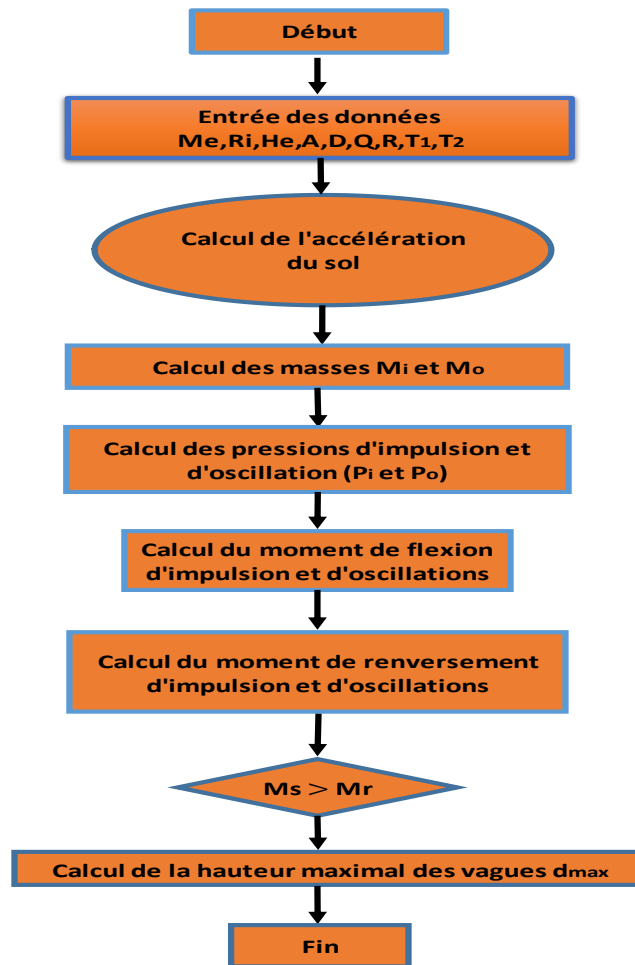 Début
Entrée des données
Me,Ri,He,A,D,Q,R,T1,T2
Calcul de l'accélération
du sol
Calcul des masses Mi et Mo
Calcul des pressions d'impulsion et
d'oscillation (Pi et Po)
Calcul du moment de flexion
d'impulsion et d'oscillations
Calcul du moment de renversement
d'impulsion et d'oscillations
Ms > Mr
Calcul de la hauteur maximal des vagues dmax
Fin